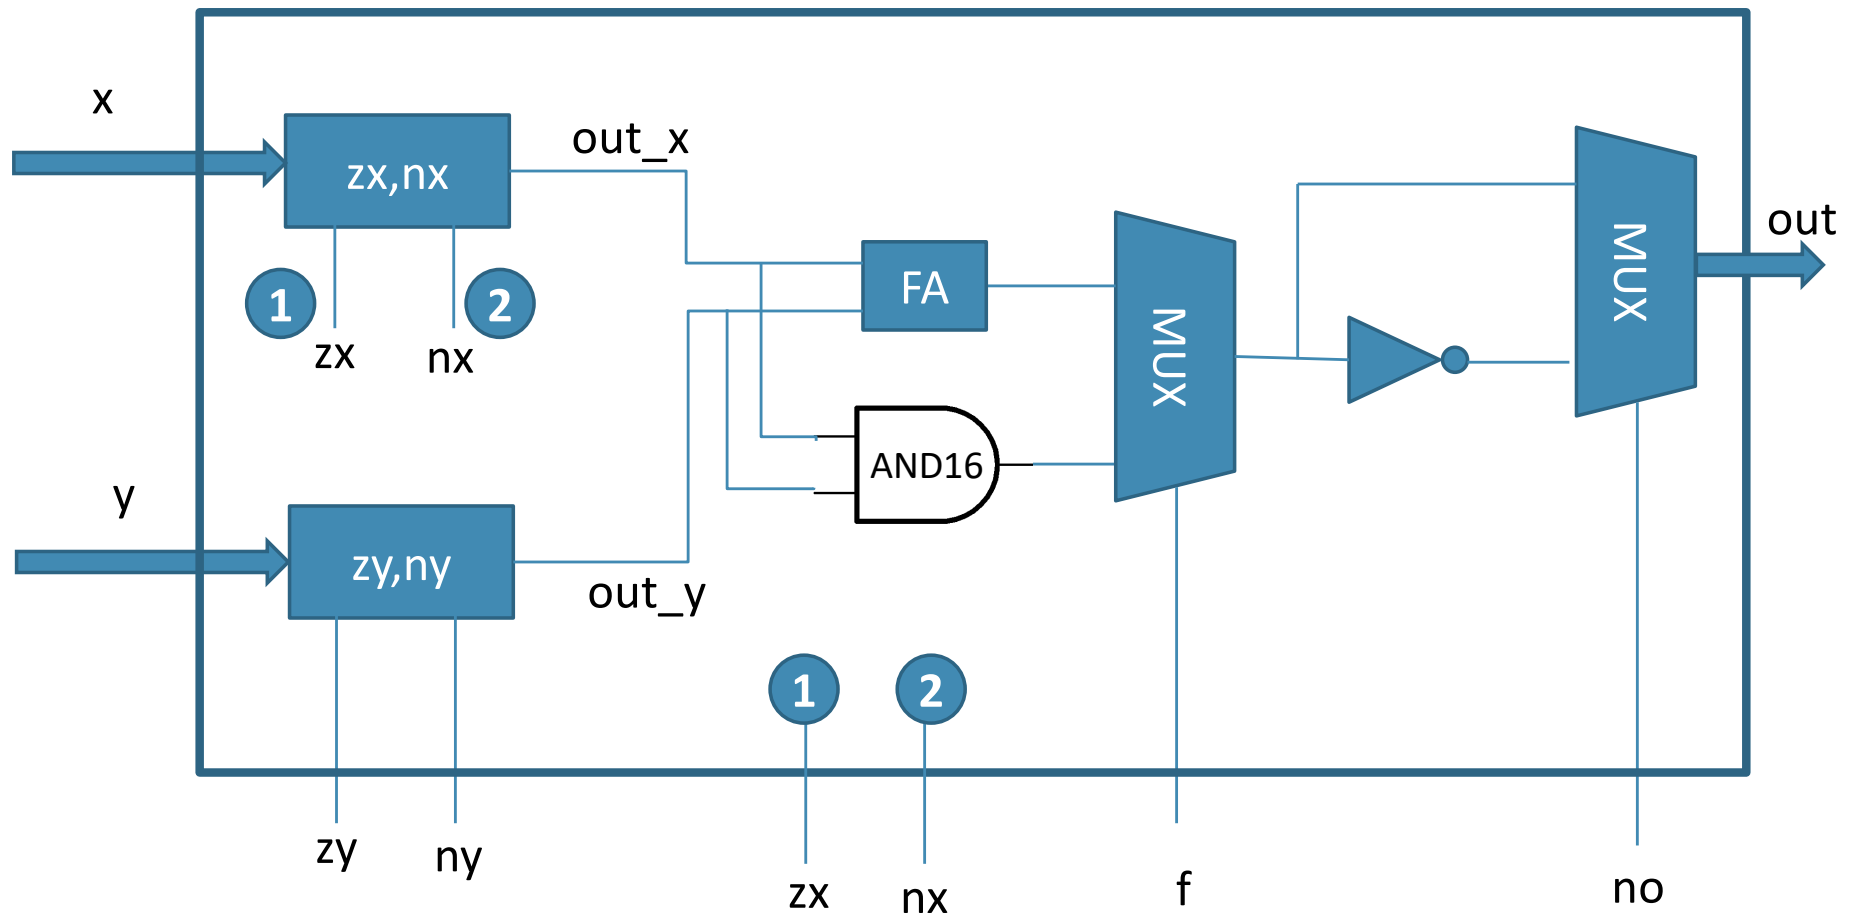 x
out_x
zx,nx
out
MUX
FA
1
2
zx
nx
MUX
AND16
y
zy,ny
out_y
1
2
zy
ny
zx
nx
f
no